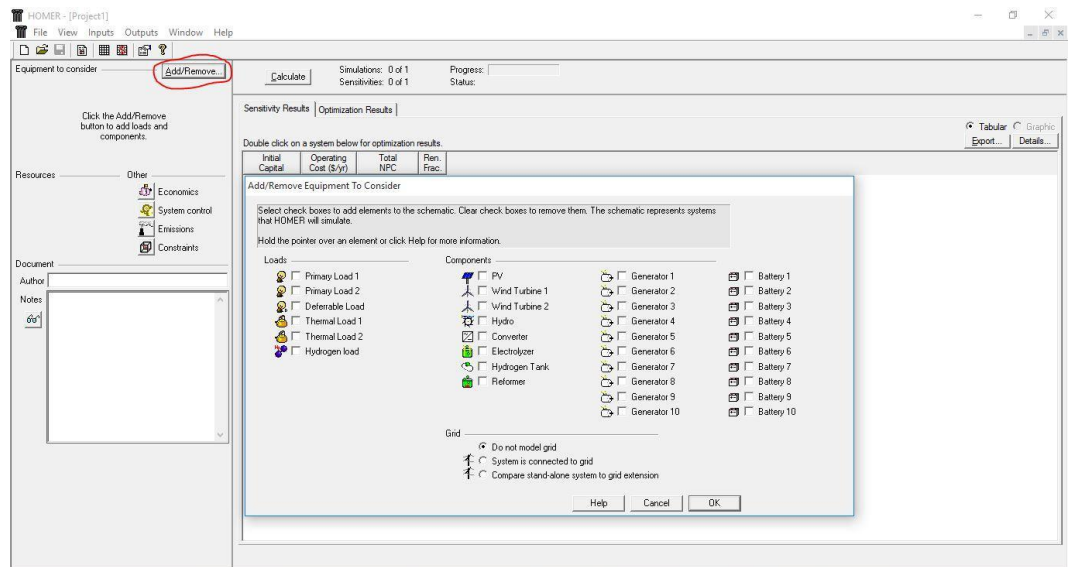 HOMER - [Project1]
File View Inputs Outputs Window Help
Equipment to consider
Add/Remove...
Click the Add/Remove
button to add loads and
components.
Resources
Other
Economics
System control
Emissions
Constraints
Document
Author
Notes
Calculate
Simulations: 0 of 1
Progress:
Sensitivities: 0 of 1
Status:
Sensitivity Results
Optimization Results
Double click on a system below for optimization results.
Tabular
Graphic
Export...
Details...
Initial Capital
Operating Cost ($/yr)
Total NPC
Ren. Frac.
Add/Remove Equipment To Consider
Select check boxes to add elements to the schematic. Clear check boxes to remove them. The schematic represents systems
that HOMER will simulate.
Hold the pointer over an element or click Help for more information.
Loads
Primary Load 1
Primary Load 2
Deferrable Load
Thermal Load 1
Thermal Load 2
Hydrogen load
Components
PV
Wind Turbine 1
Wind Turbine 2
Hydro
Converter
Electrolyzer
Hydrogen Tank
Reformer
Generator 1
Generator 2
Generator 3
Generator 4
Generator 5
Generator 6
Generator 7
Generator 8
Generator 9
Generator 10
Battery 1
Battery 2
Battery 3
Battery 4
Battery 5
Battery 6
Battery 7
Battery 8
Battery 9
Battery 10
Grid
Do not model grid
System is connected to grid
Compare stand-alone system to grid extension
Help
Cancel
OK